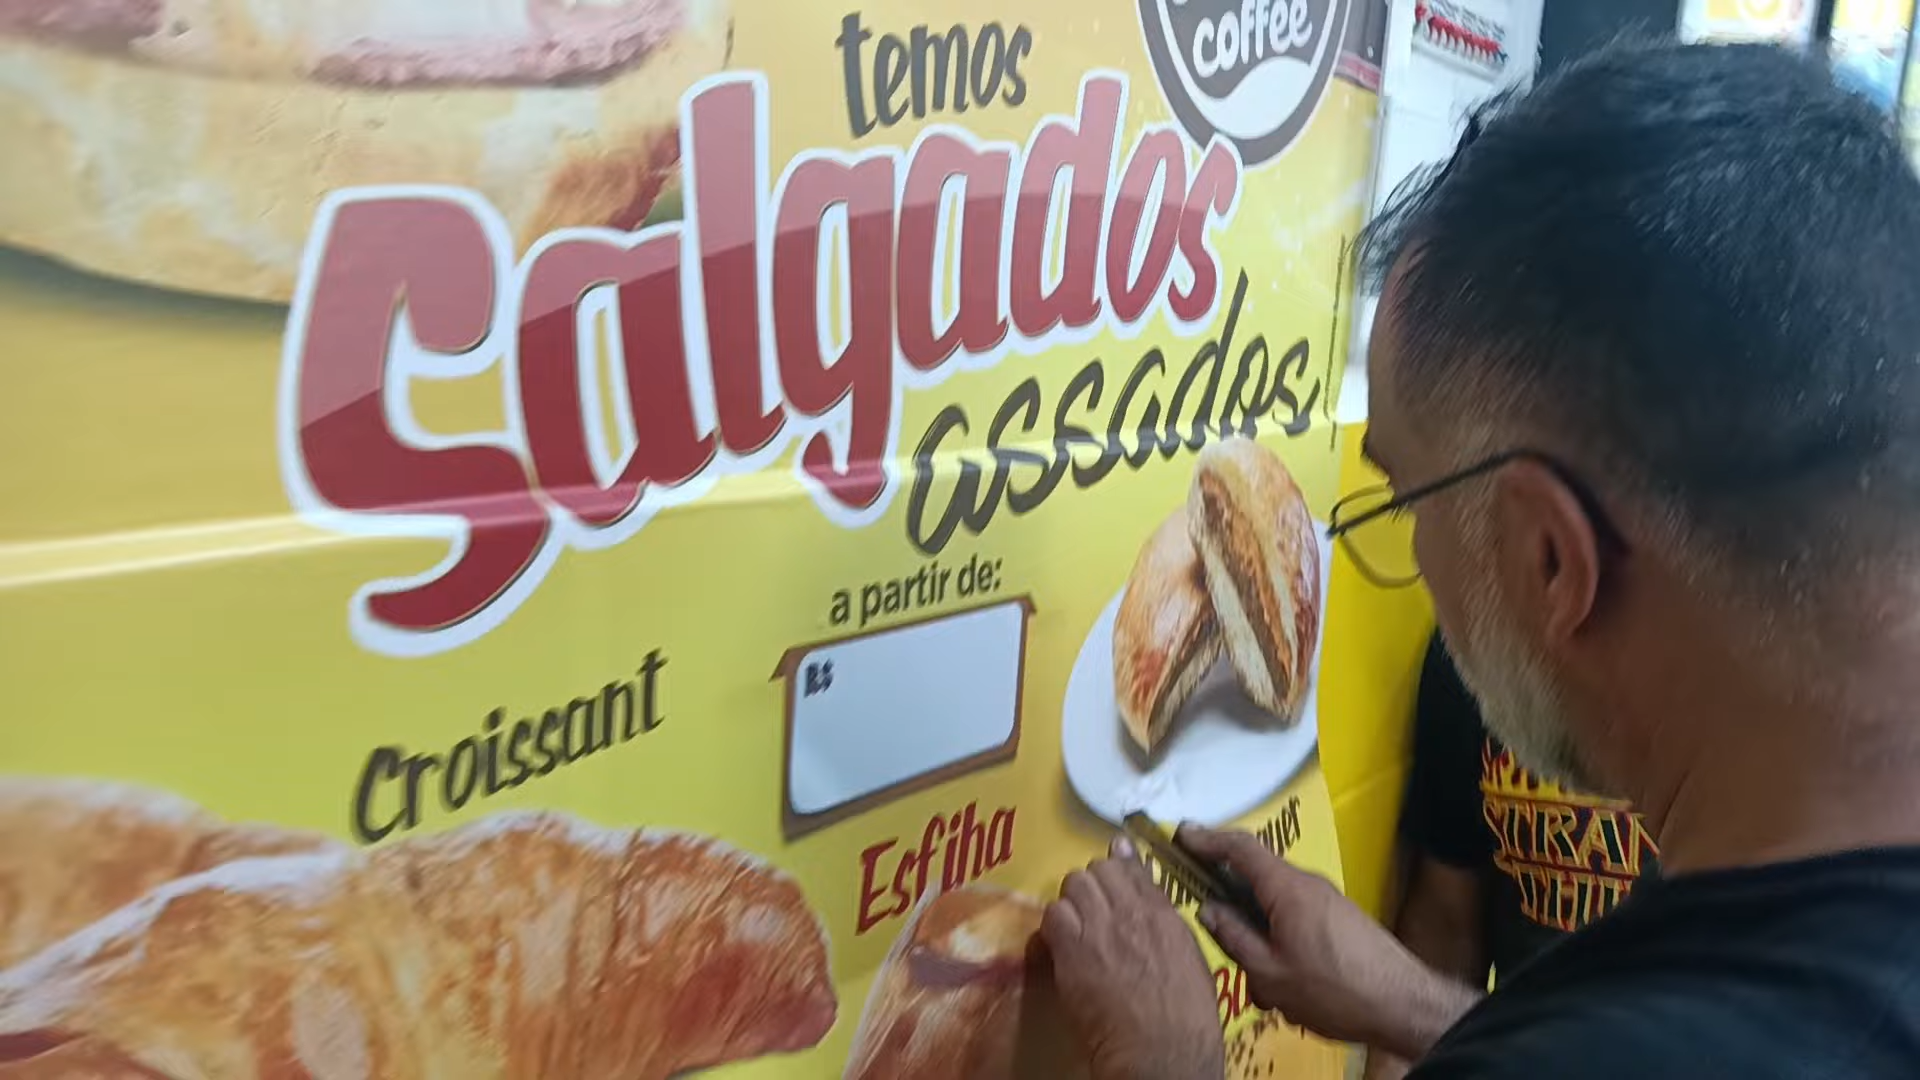 coffee
temos
Salgados
assados
a partir de:
R$
Croissant
Esfiha